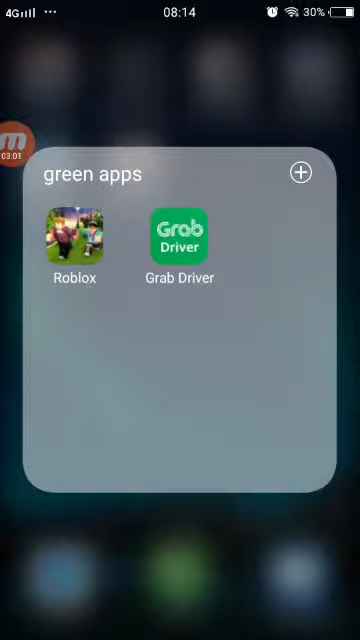 4G 08:14 30%
03:01
green apps
Grab
Driver
Roblox Grab Driver